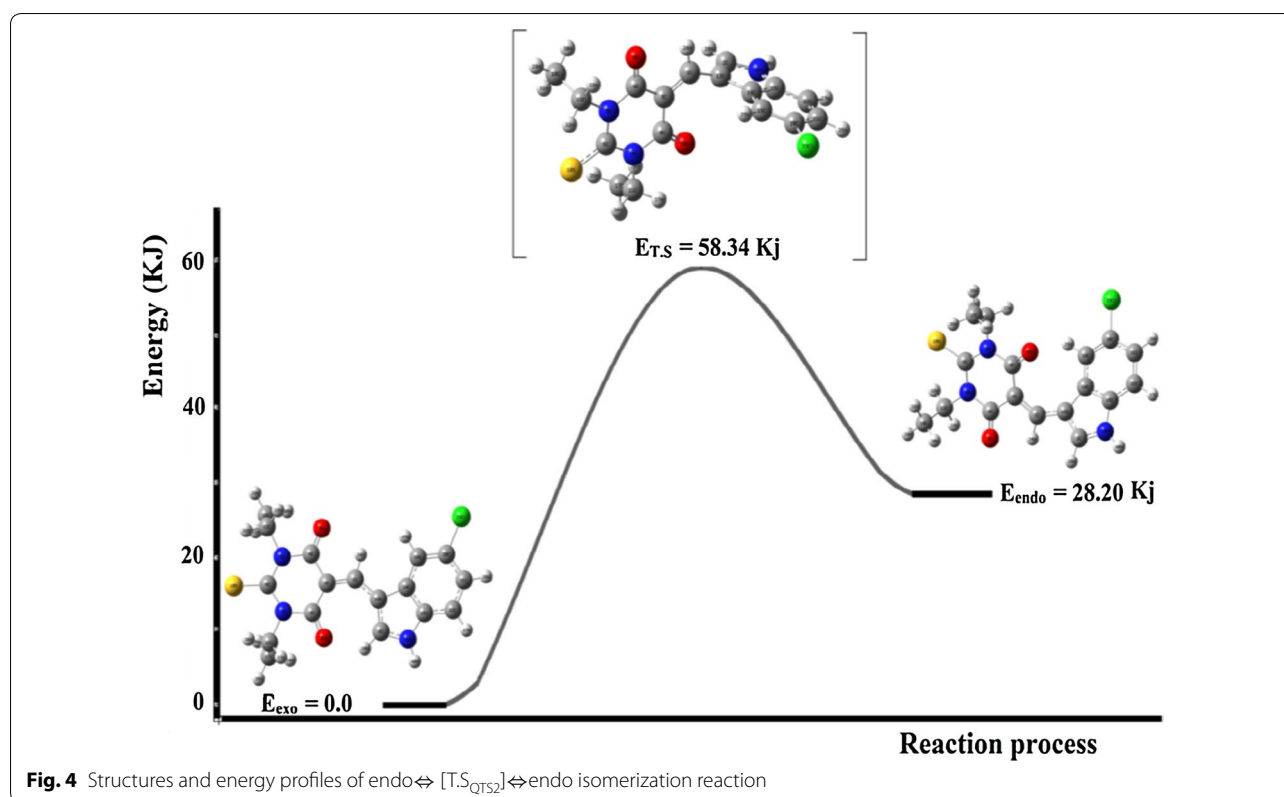 E_T.S = 58.34 Kj
Energy (KJ)
60
40
20
0
E_exo = 0.0
E_endo = 28.20 Kj
Reaction process
Fig. 4 Structures and energy profiles of endo⇔ [T.S_QTS2]⇔endo isomerization reaction